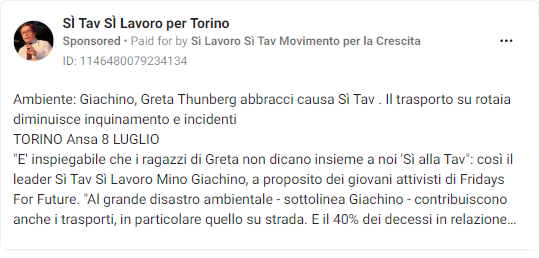 SÌ Tav SÌ Lavoro per Torino
Sponsored • Paid for by Sì Lavoro Sì Tav Movimento per la Crescita
ID: 1146480079234134
Ambiente: Giachino, Greta Thunberg abbracci causa Sì Tav . Il trasporto su rotaia
diminuisce inquinamento e incidenti
TORINO Ansa 8 LUGLIO
"E' inspiegabile che i ragazzi di Greta non dicano insieme a noi 'Sì alla Tav": così il
leader Sì Tav Sì Lavoro Mino Giachino, a proposito dei giovani attivisti di Fridays
For Future. "Al grande disastro ambientale - sottolinea Giachino - contribuiscono
anche i trasporti, in particolare quello su strada. E il 40% dei decessi in relazione...